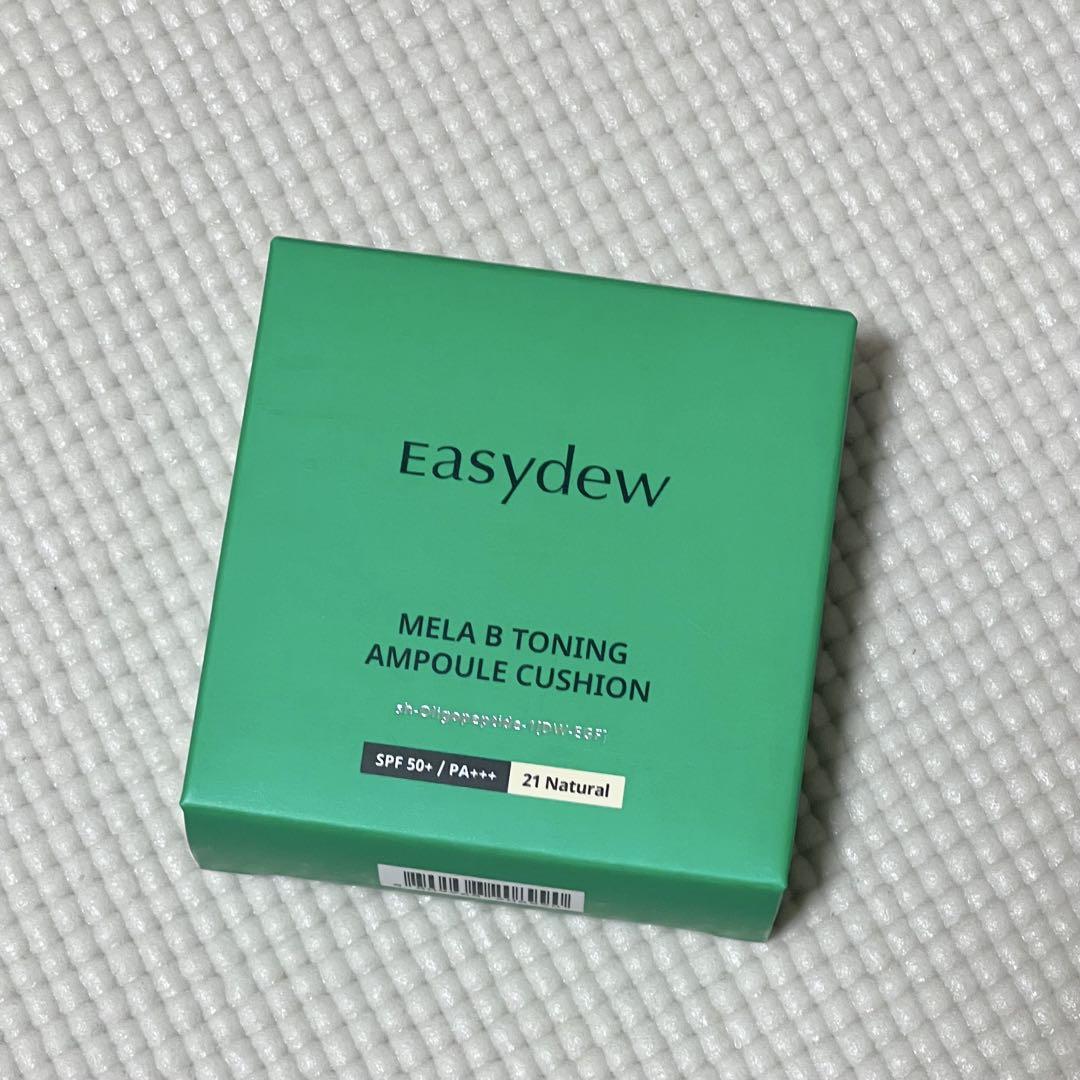 Easydew
MELA B TONING
AMPOULE CUSHION
sh-Oligopeptide-1(DW-EGF)
SPF 50+ / PA+++
21 Natural